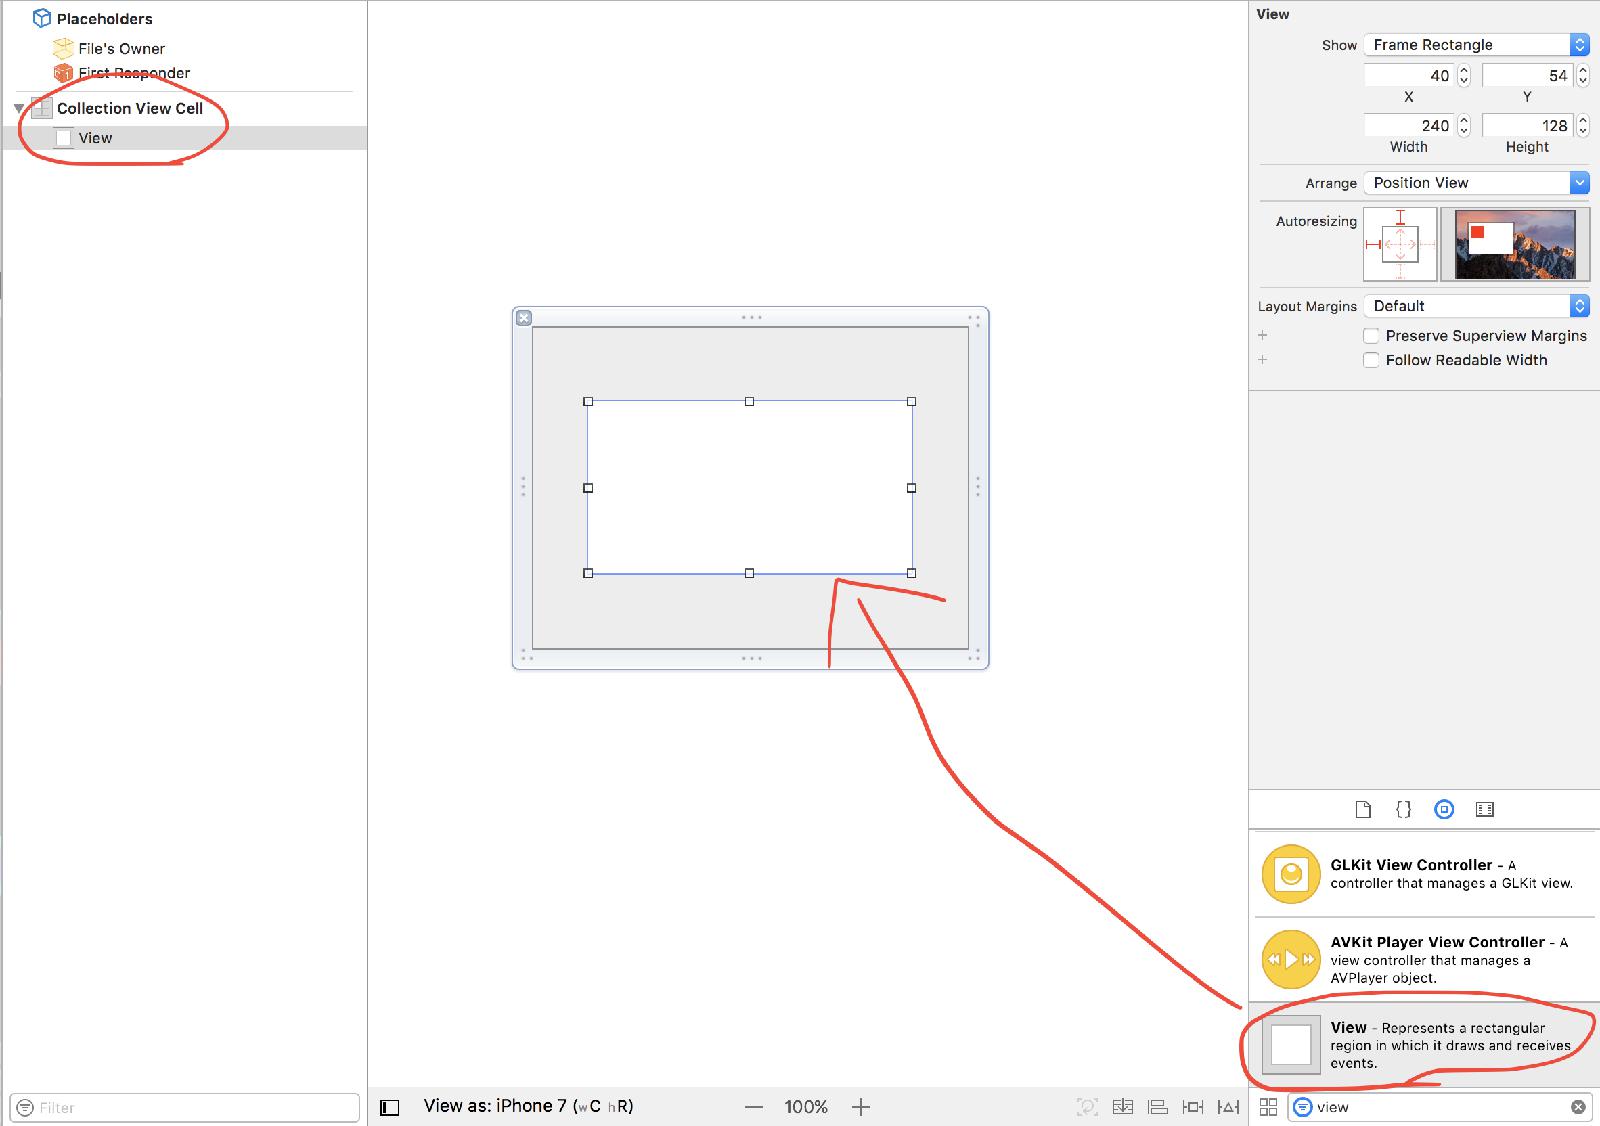 Placeholders
File's Owner
First Responder
Collection View Cell
View
Filter
View as: iPhone 7 (wC hR)
100%
View
Show Frame Rectangle
40 54
X Y
240 128
Width Height
Arrange Position View
Autoresizing
Layout Margins Default
Preserve Superview Margins
Follow Readable Width
GLKit View Controller - A
controller that manages a GLKit view.
AVKit Player View Controller - A
view controller that manages a
AVPlayer object.
View - Represents a rectangular
region in which it draws and receives
events.
view